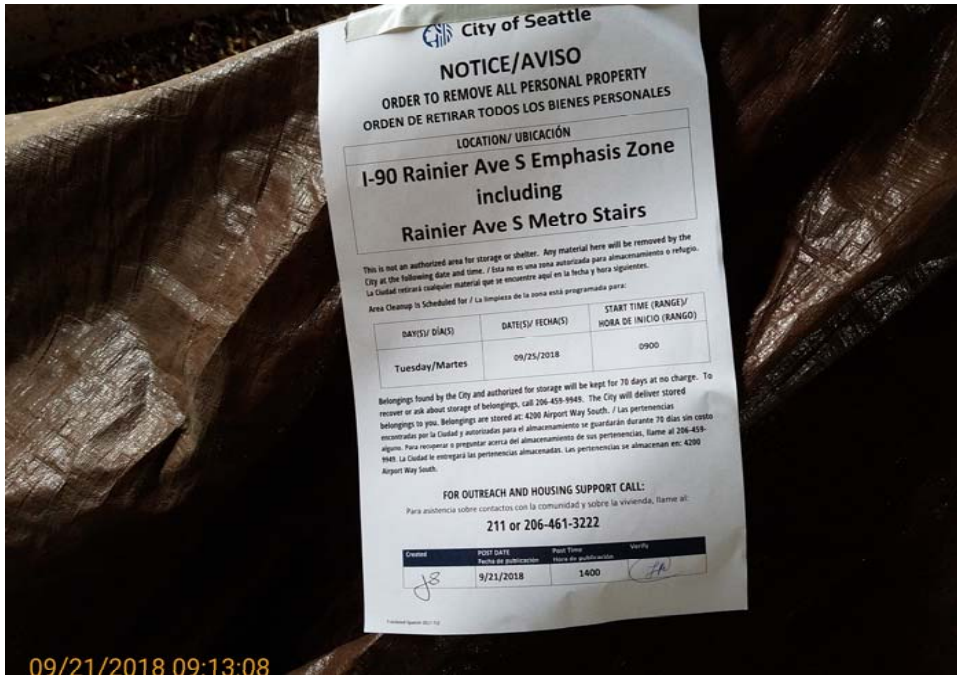 City of Seattle
NOTICE/AVISO
ORDER TO REMOVE ALL PERSONAL PROPERTY
ORDEN DE RETIRAR TODOS LOS BIENES PERSONALES
LOCATION/ UBICACIÓN
I-90 Rainier Ave S Emphasis Zone
including
Rainier Ave S Metro Stairs
This is not an authorized area for storage or shelter. Any material here will be removed by the
City at the following date and time. / Esta no es una zona autorizada para almacenamiento o refugio.
La Ciudad retirará cualquier material que se encuentre aquí en la fecha y hora siguientes.
Area Cleanup is Scheduled for / La limpieza de la zona está programada para:
DAY(S)/ DÍA(S) DATE(S)/ FECHA(S) START TIME (RANGE)/
HORA DE INICIO (RANGO)
Tuesday/Martes 09/25/2018 0900
Belongings found by the City and authorized for storage will be kept for 70 days at no charge. To
recover or ask about storage of belongings, call 206-459-9949. The City will deliver stored
belongings to you. Belongings are stored at: 4200 Airport Way South. / Las pertenencias
encontradas por la Ciudad y autorizadas para el almacenamiento se guardarán durante 70 días sin costo
alguno. Para recuperar o preguntar acerca del almacenamiento de sus pertenencias, llame al 206-459-
9949. La Ciudad le entregará las pertenencias almacenadas. Las pertenencias se almacenan en: 4200
Airport Way South.
FOR OUTREACH AND HOUSING SUPPORT CALL:
Para asistencia sobre contactos con la comunidad y sobre la vivienda, llame al:
211 or 206-461-3222
Created POST DATE Post Time Verify
Fecha de publicación Hora de publicación
JS 9/21/2018 1400
09/21/2018 09:13:08